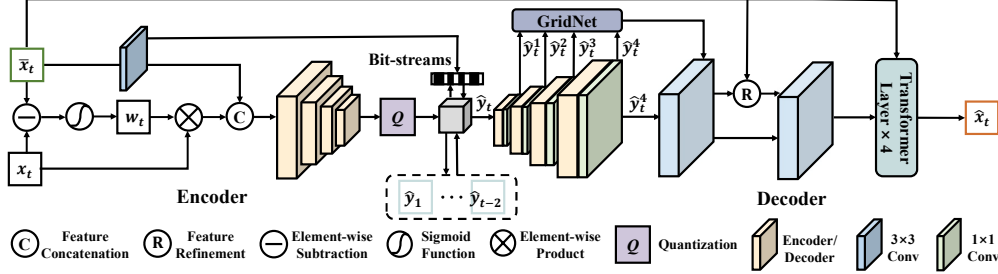 GridNet
x̄ₜ
Bit-streams
ŷₜ¹ ŷₜ² ŷₜ³ ŷₜ⁴
− wₜ × C
Q
ŷₜ
ŷₜ⁴
R
Transformer
Layer × 4
x̂ₜ
xₜ
Encoder
ŷ₁ ··· ŷₜ₋₂
Decoder
C Feature
Concatenation
R Feature
Refinement
− Element-wise
Subtraction
Sigmoid
Function
× Element-wise
Product
Q Quantization
Encoder/
Decoder
3×3
Conv
1×1
Conv